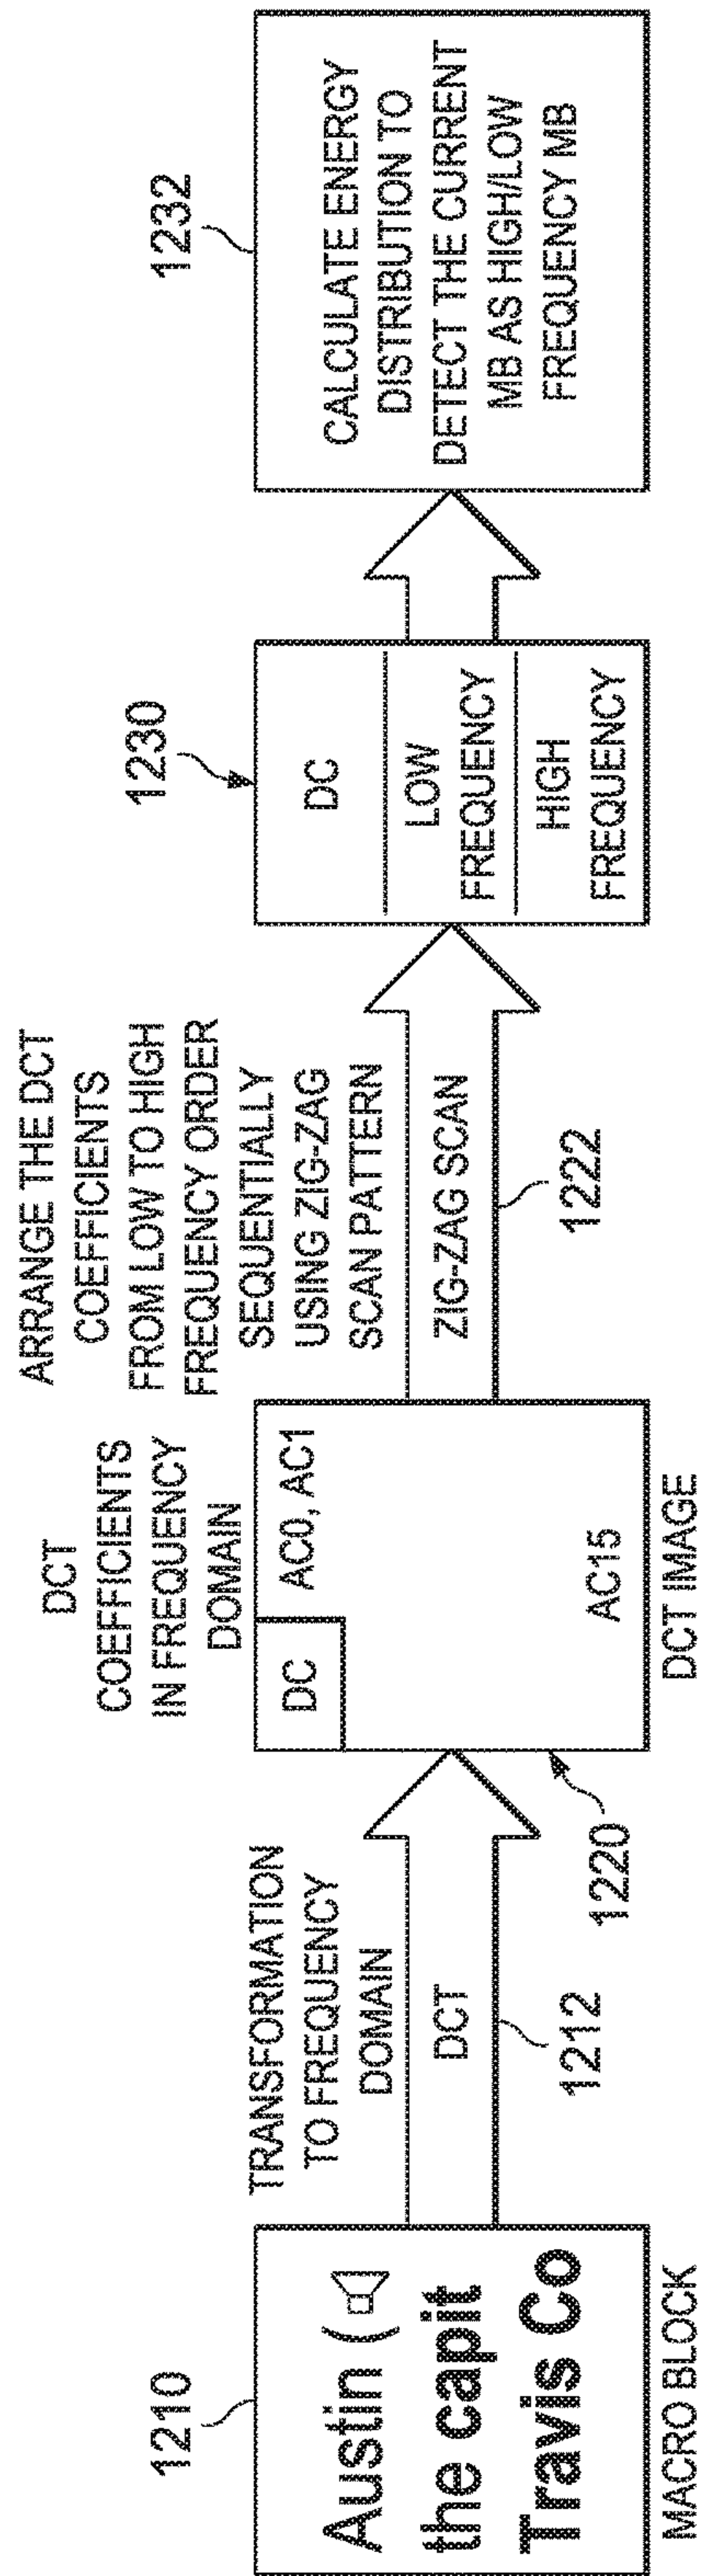 1210
Austin (
the capit
Travis Co
MACRO BLOCK
TRANSFORMATION
TO FREQUENCY
DOMAIN
DCT
1212
DCT
COEFFICIENTS
IN FREQUENCY
DOMAIN
DC
AC0, AC1
AC15
1220
DCT IMAGE
ARRANGE THE DCT
COEFFICIENTS
FROM LOW TO HIGH
FREQUENCY ORDER
SEQUENTIALLY
USING ZIG-ZAG
SCAN PATTERN
ZIG-ZAG SCAN
1222
1230
DC
LOW
FREQUENCY
HIGH
FREQUENCY
1232
CALCULATE ENERGY
DISTRIBUTION TO
DETECT THE CURRENT
MB AS HIGH/LOW
FREQUENCY MB